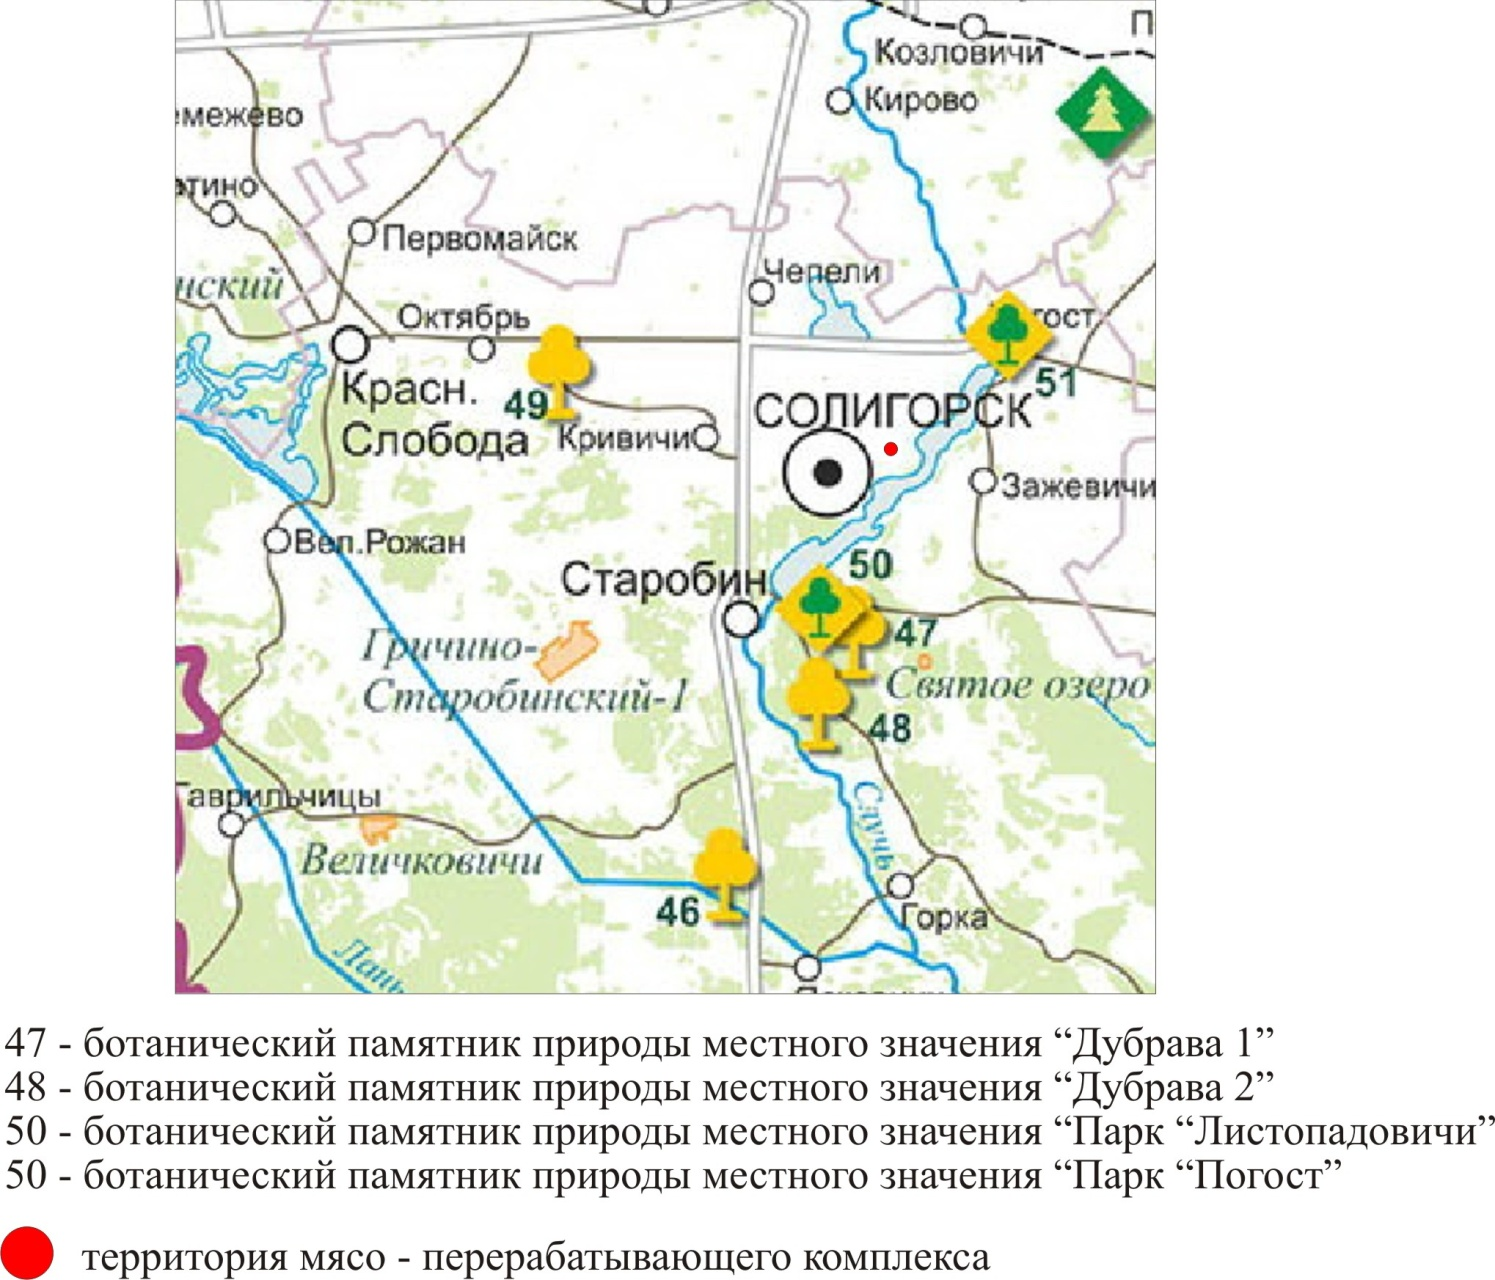 Козловичи
П
Кирово
емежево
Первомайск
нский
Чепели
Октябрь
гост
51
Красн.
Слобода
49
СОЛИГОРСК
Кривичи
Зажевичи
Вел.Рожан
50
Старобин
47
Гричино-
Старобинский-1
Святое озеро
48
Гаврильчицы
Случь
Величковичи
46
Горка
Лань
47 - ботанический памятник природы местного значения “Дубрава 1”
48 - ботанический памятник природы местного значения “Дубрава 2”
50 - ботанический памятник природы местного значения “Парк “Листопадовичи”
50 - ботанический памятник природы местного значения “Парк “Погост”
территория мясо - перерабатывающего комплекса